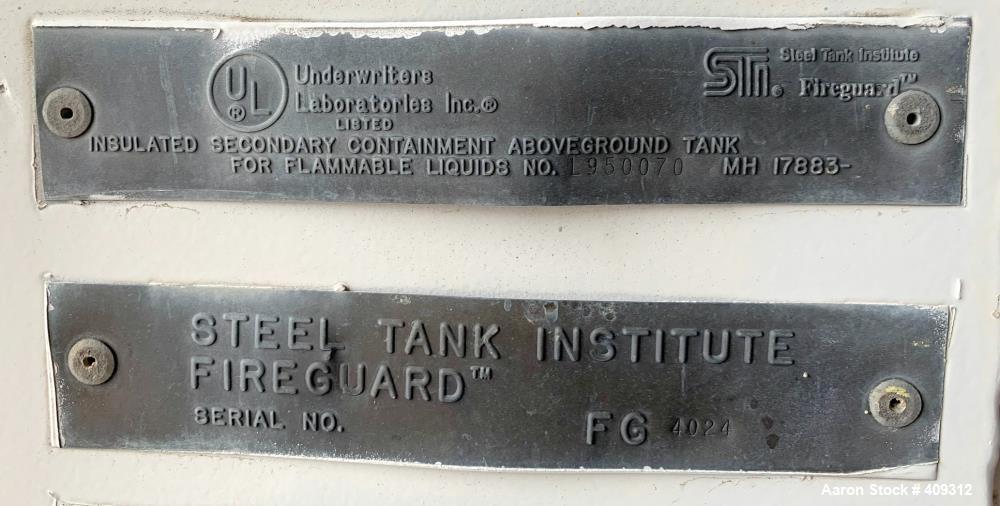 UL
®
Underwriters
Laboratories Inc.®
LISTED
STI®
Steel Tank Institute
Fireguard™
INSULATED SECONDARY CONTAINMENT ABOVEGROUND TANK
FOR FLAMMABLE LIQUIDS NO. L950070 MH 17883-
STEEL TANK INSTITUTE
FIREGUARD™
SERIAL NO. FG 4024
Aaron Stock # 409312